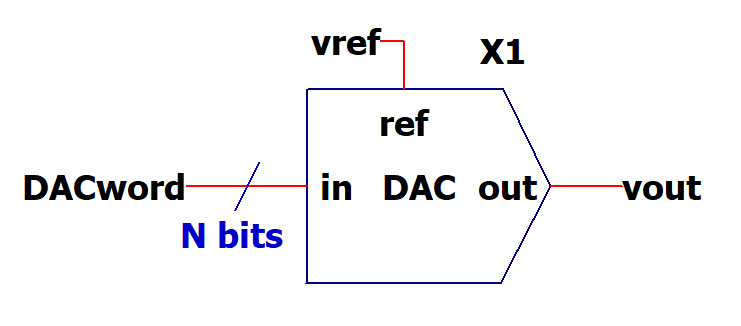 vref
X1
ref
DACword
in DAC out
vout
N bits